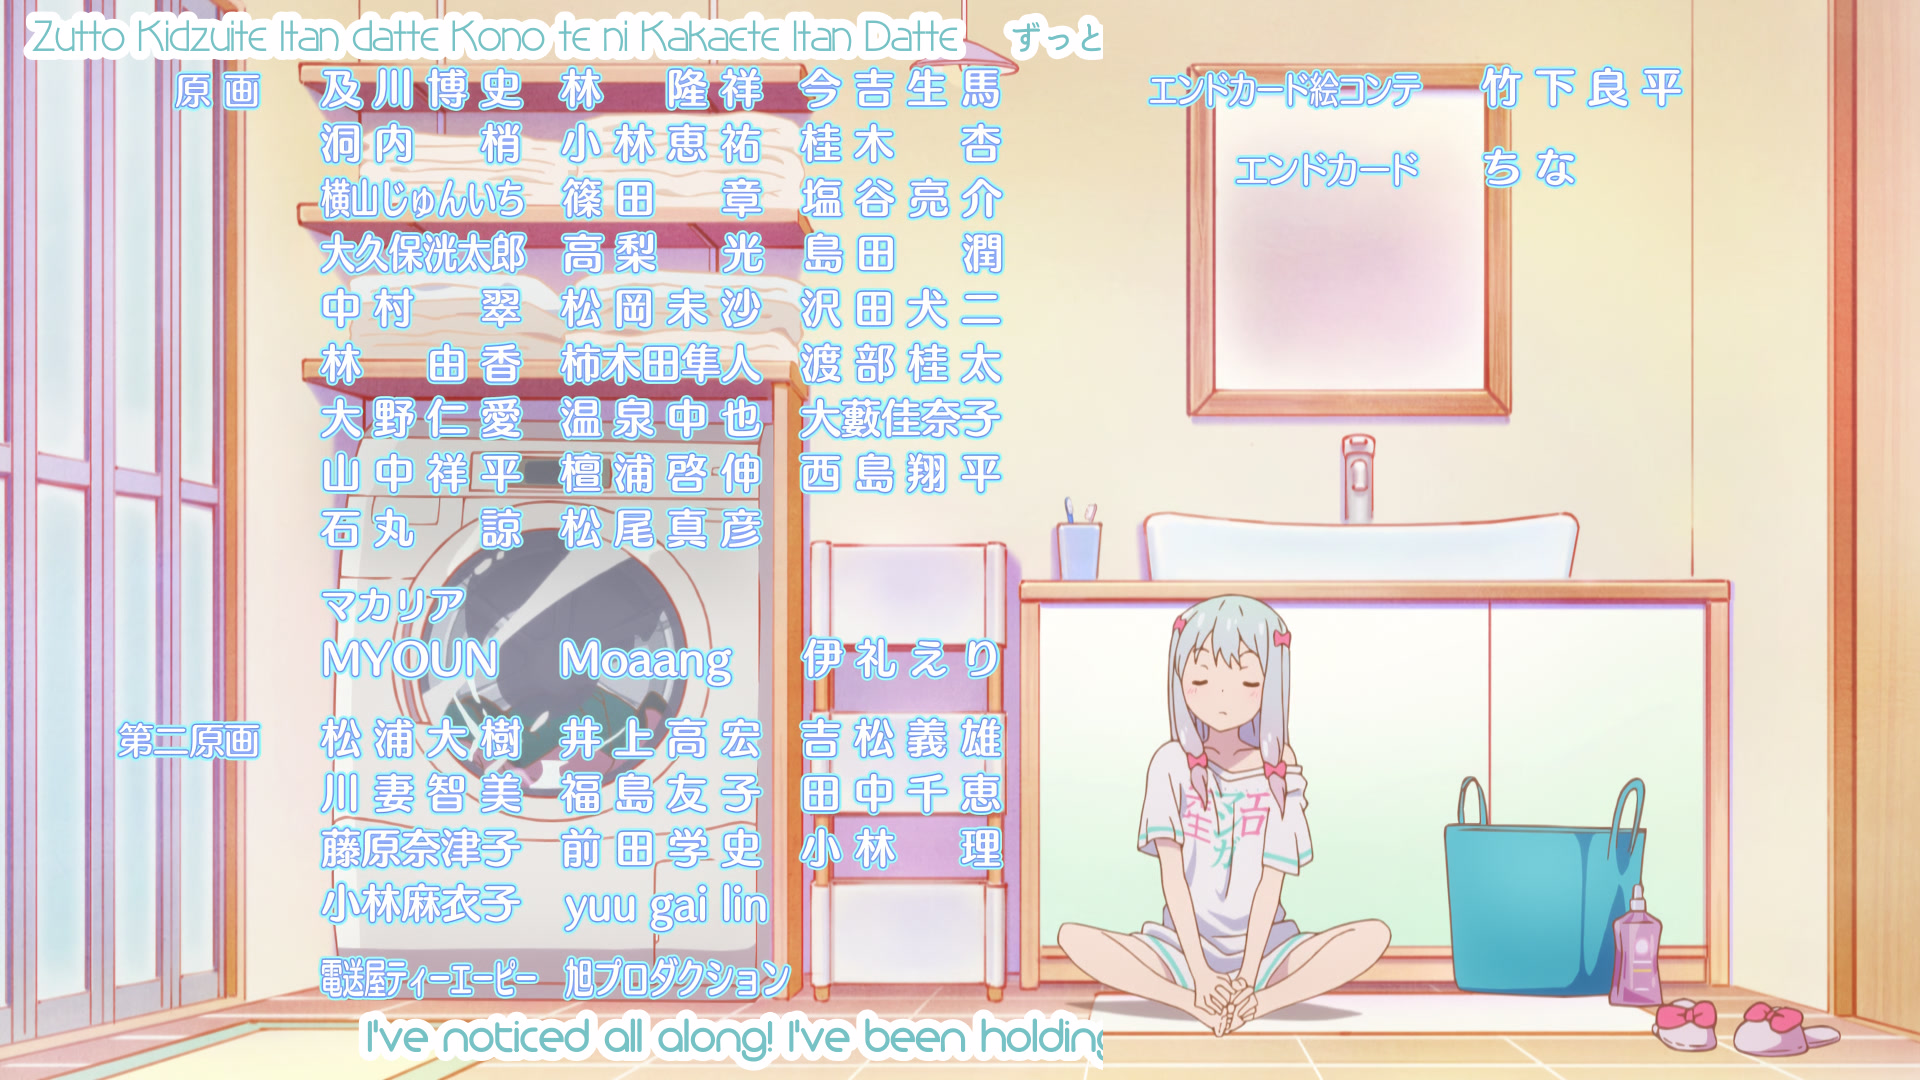 Zutto Kidzuite Itan datte Kono te ni Kakaete Itan Datte ずっと
原画 及川博史 林 隆祥 今吉生馬
洞内 梢 小林恵祐 桂木 杏
横山じゅんいち 篠田 章 塩谷亮介
大久保洸太郎 高梨 光 島田 潤
中村 翠 松岡未沙 沢田犬二
林 由香 柿木田隼人 渡部桂太
大野仁愛 温泉中也 大藪佳奈子
山中祥平 檀浦啓伸 西島翔平
石丸 諒 松尾真彦
マカリア
MYOUN Moaang 伊礼えり
第二原画 松浦大樹 井上高宏 吉松義雄
川妻智美 福島友子 田中千恵
藤原奈津子 前田学史 小林 理
小林麻衣子 yuu gai lin
電送屋ティーエーピー 旭プロダクション
エンドカード絵コンテ 竹下良平
エンドカード ちな
エロ
マンガ
先生
I've noticed all along! I've been holding